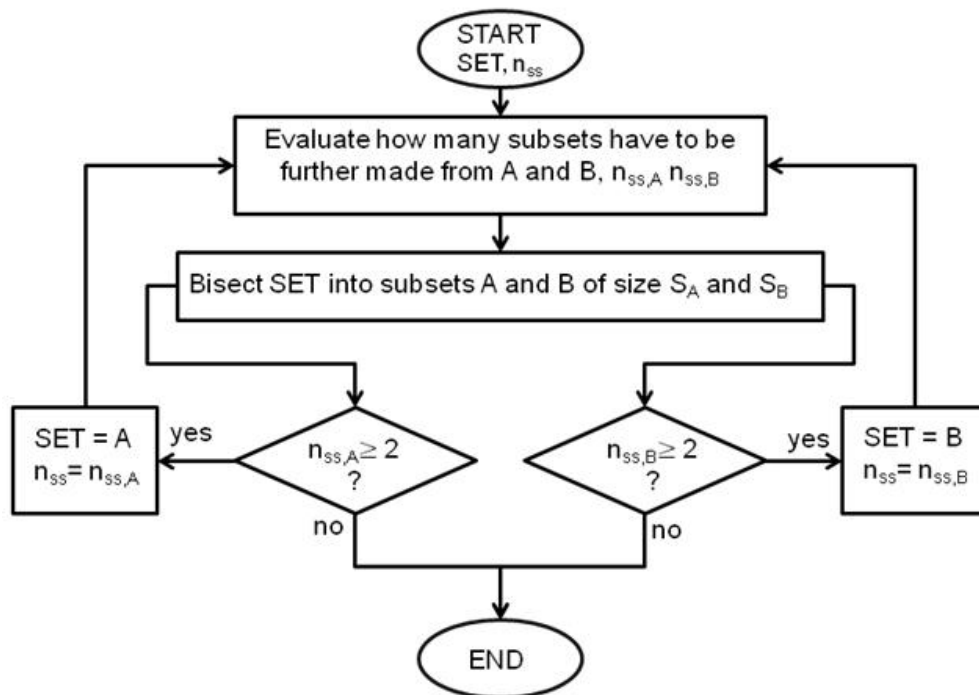 START
SET, nss
Evaluate how many subsets have to be
further made from A and B, nss,A nss,B
Bisect SET into subsets A and B of size SA and SB
SET = A
nss= nss,A
yes
nss,A≥ 2
?
no
nss,B≥ 2
?
no
yes
SET = B
nss= nss,B
END